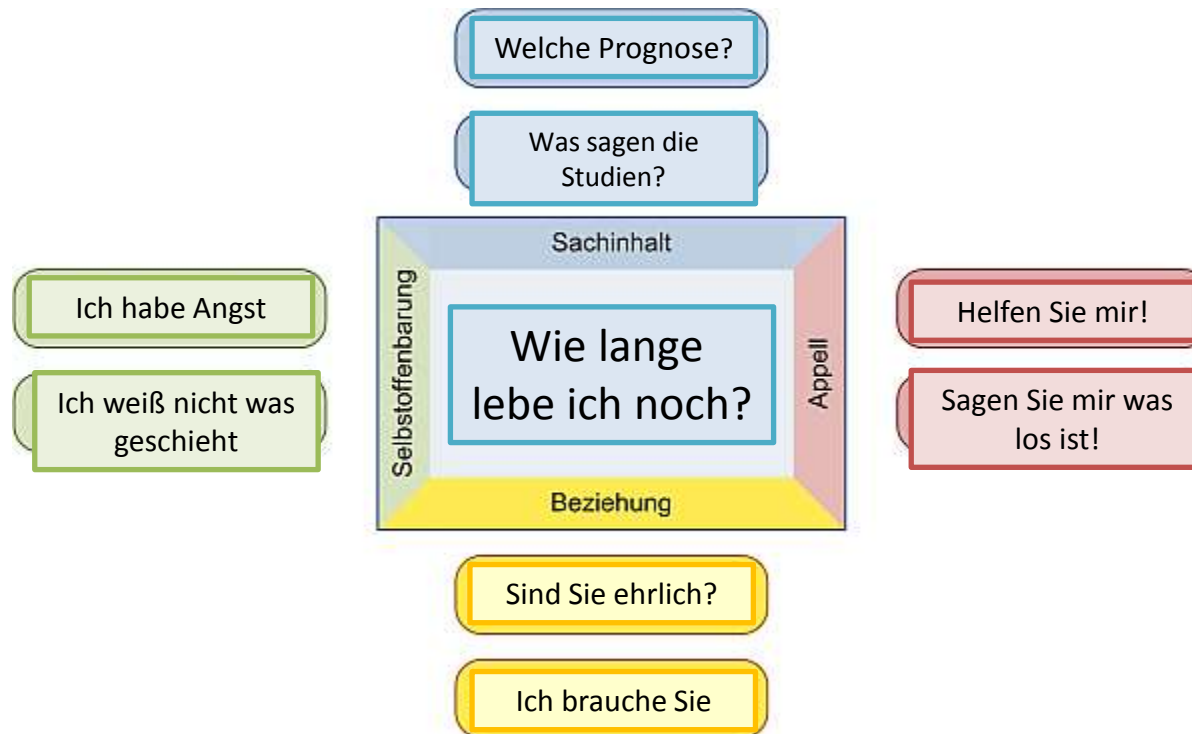 Welche Prognose?
Was sagen die
Studien?
Sachinhalt
Ich habe Angst
Ich weiß nicht was
geschieht
Selbstoffenbarung
Wie lange
lebe ich noch?
Appell
Helfen Sie mir!
Sagen Sie mir was
los ist!
Beziehung
Sind Sie ehrlich?
Ich brauche Sie